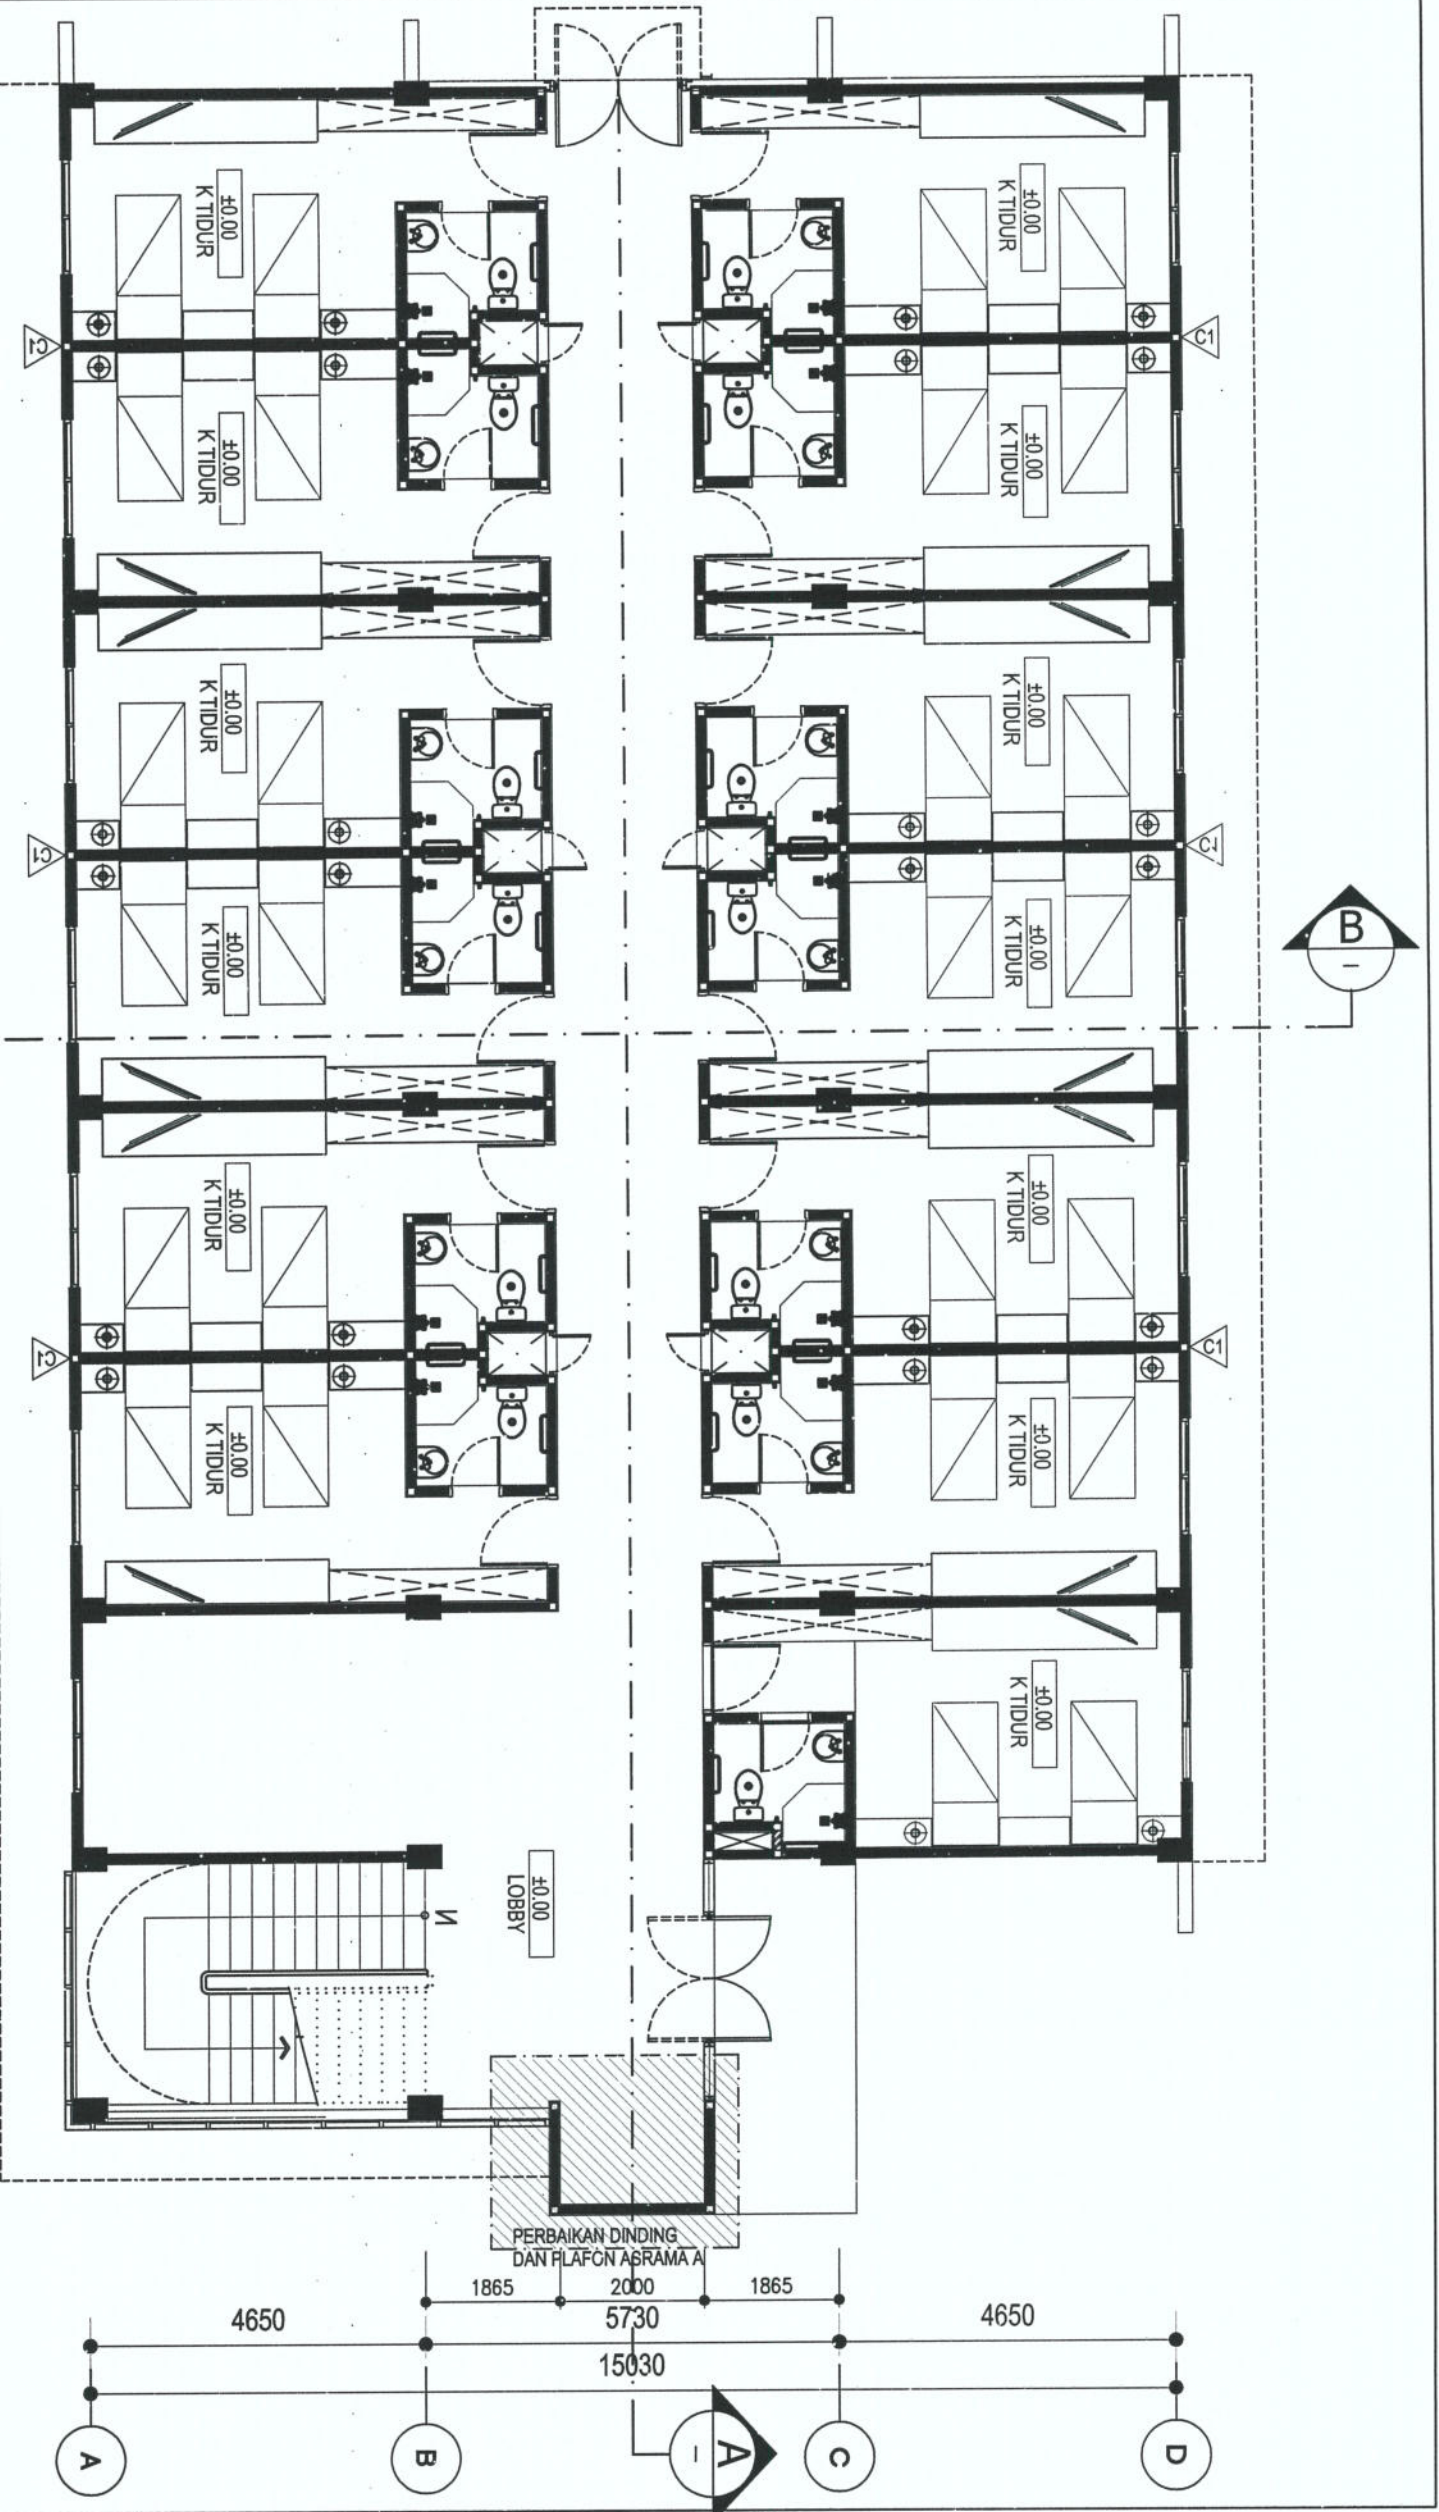 ±0.00
K TIDUR
±0.00
K TIDUR
C1
C1
±0.00
K TIDUR
±0.00
K TIDUR
±0.00
K TIDUR
±0.00
K TIDUR
C1
C1
B
–
±0.00
K TIDUR
±0.00
K TIDUR
±0.00
K TIDUR
±0.00
K TIDUR
C1
C1
±0.00
K TIDUR
±0.00
K TIDUR
±0.00
K TIDUR
±0.00
LOBBY
N
PERBAIKAN DINDING
DAN PLAFON ASRAMA A
1865 2000 1865
4650 5730 4650
15030
A
–
A B C D